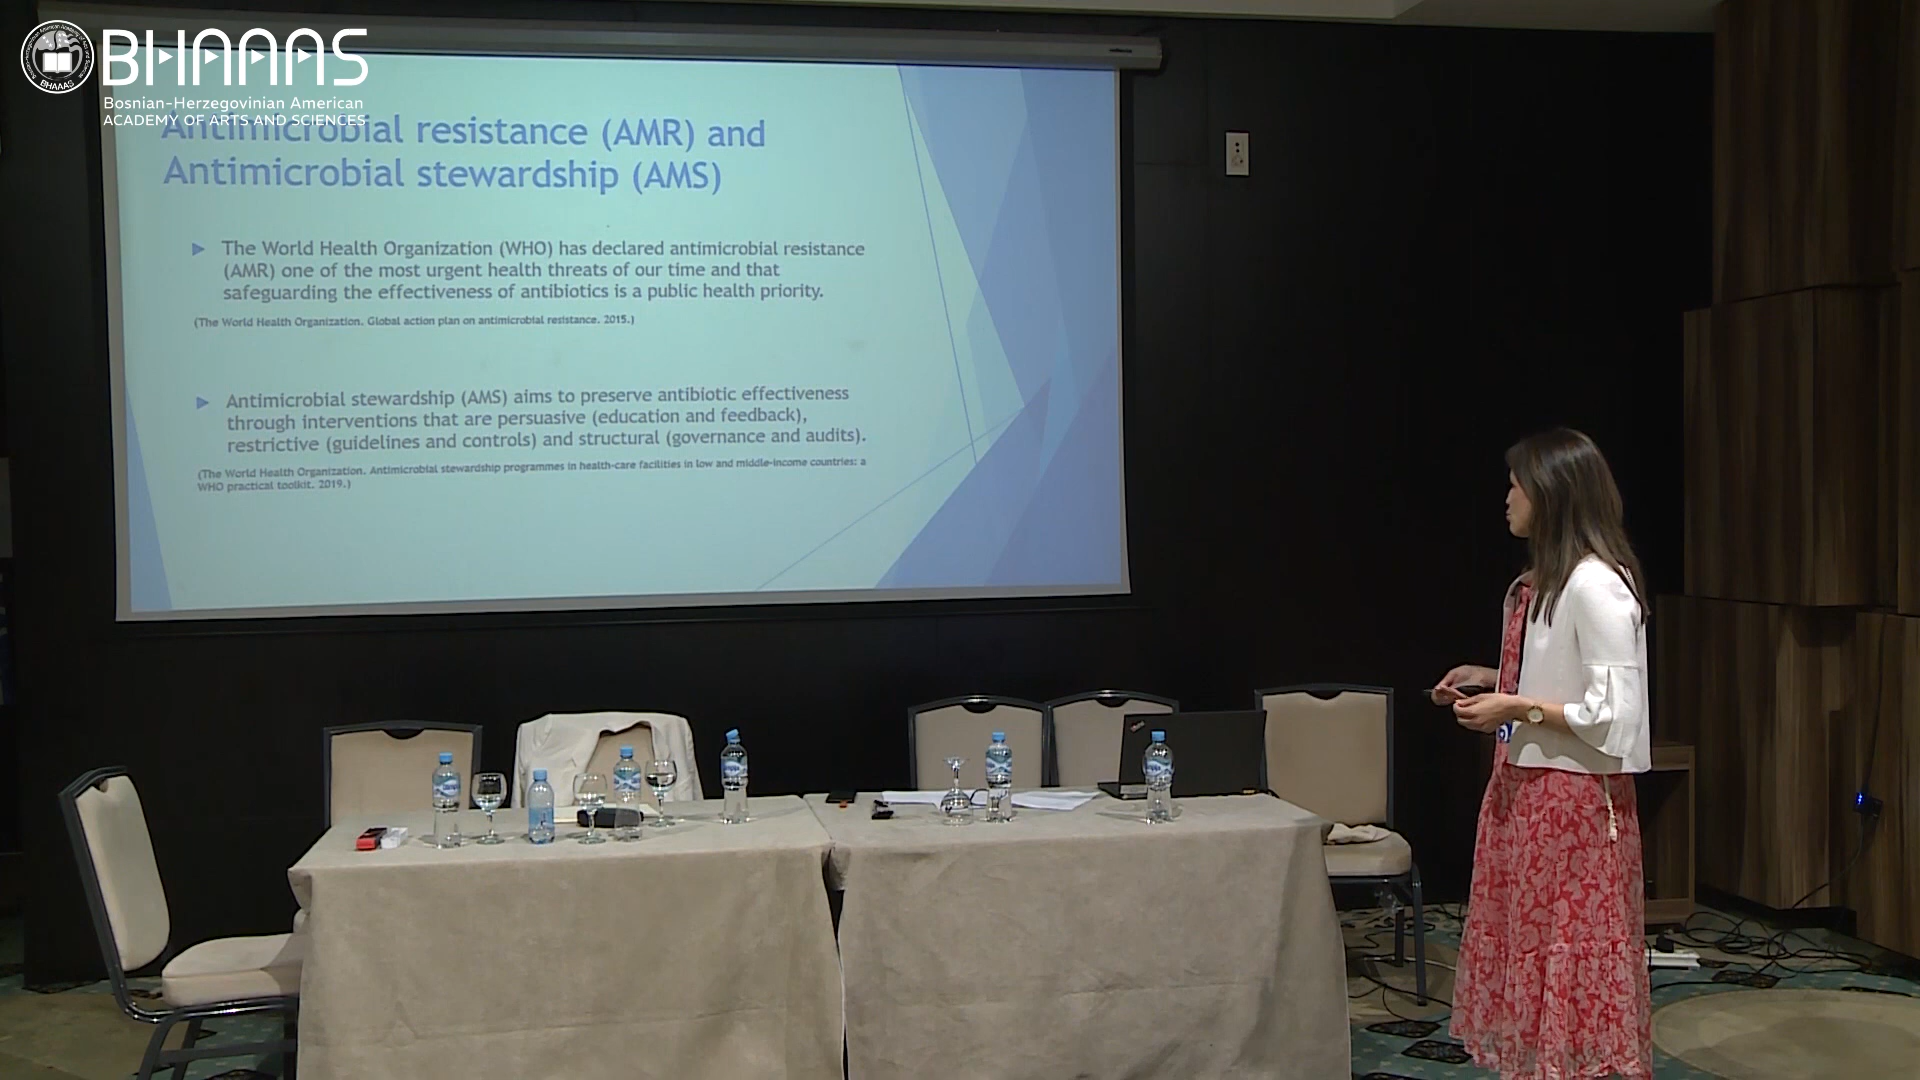 BHAAAS
Bosnian-Herzegovinian American
ACADEMY OF ARTS AND SCIENCES
BHAAAS
Antimicrobial resistance (AMR) and
Antimicrobial stewardship (AMS)
The World Health Organization (WHO) has declared antimicrobial resistance
(AMR) one of the most urgent health threats of our time and that
safeguarding the effectiveness of antibiotics is a public health priority.
(The World Health Organization. Global action plan on antimicrobial resistance. 2015.)
Antimicrobial stewardship (AMS) aims to preserve antibiotic effectiveness
through interventions that are persuasive (education and feedback),
restrictive (guidelines and controls) and structural (governance and audits).
(The World Health Organization. Antimicrobial stewardship programmes in health-care facilities in low and middle-income countries: a
WHO practical toolkit. 2019.)